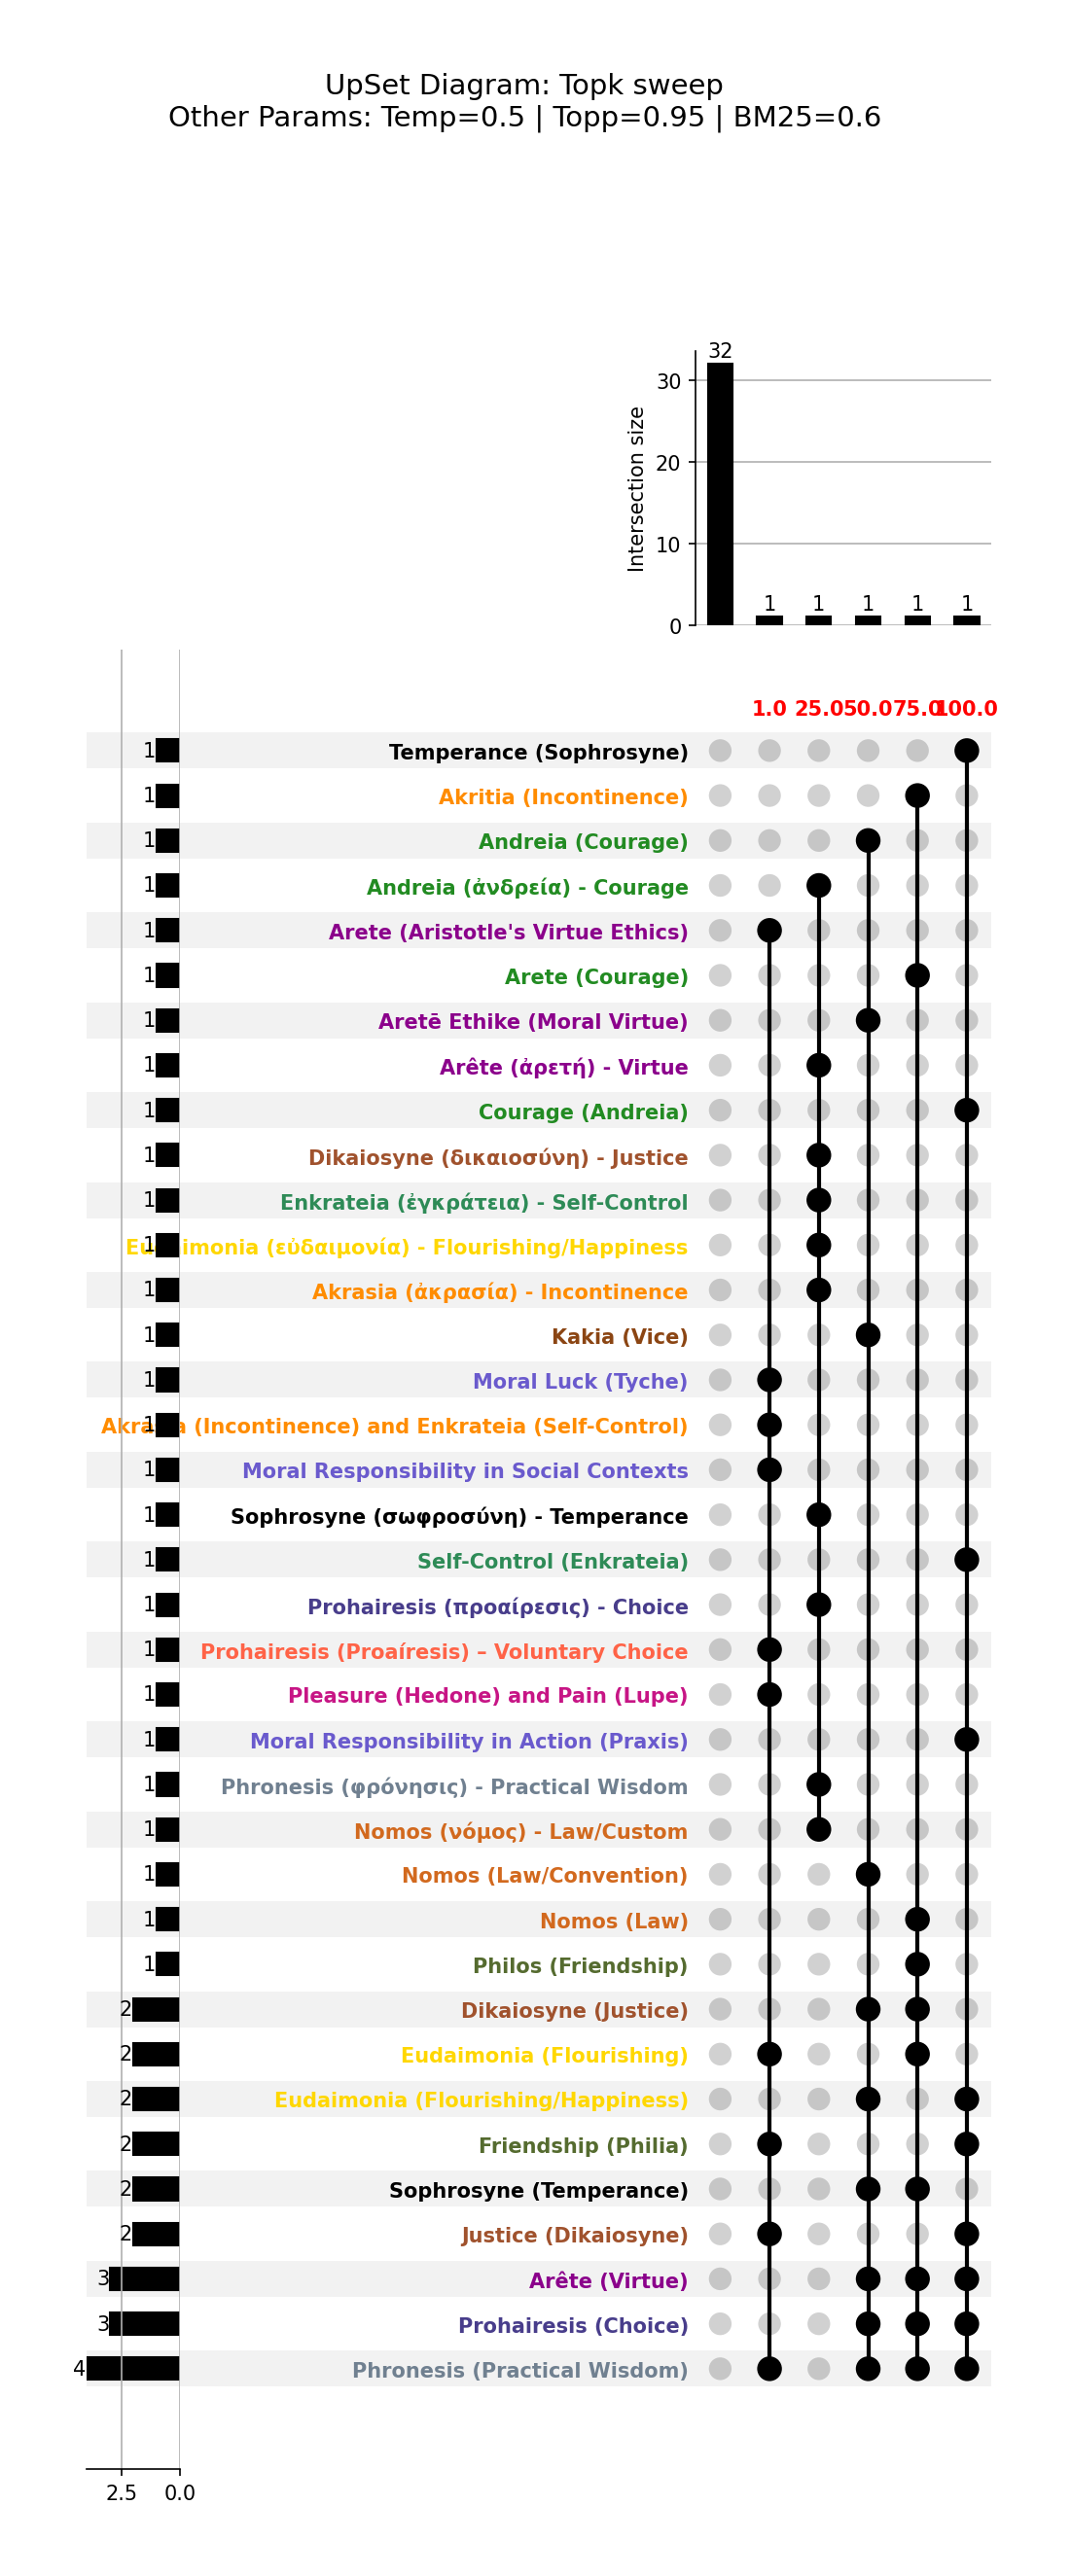 UpSet Diagram: Topk sweep
Other Params: Temp=0.5 | Topp=0.95 | BM25=0.6
32
30
20
10
0
Intersection size
1 1 1 1 1
1.0 25.0 50.0 75.0 100.0
1 Temperance (Sophrosyne)
1 Akritia (Incontinence)
1 Andreia (Courage)
1 Andreia (ἀνδρεία) - Courage
1 Arete (Aristotle's Virtue Ethics)
1 Arete (Courage)
1 Aretē Ethike (Moral Virtue)
1 Arête (ἀρετή) - Virtue
1 Courage (Andreia)
1 Dikaiosyne (δικαιοσύνη) - Justice
1 Enkrateia (ἐγκράτεια) - Self-Control
1 Eudaimonia (εὐδαιμονία) - Flourishing/Happiness
1 Akrasia (ἀκρασία) - Incontinence
1 Kakia (Vice)
1 Moral Luck (Tyche)
1 Akrasia (Incontinence) and Enkrateia (Self-Control)
1 Moral Responsibility in Social Contexts
1 Sophrosyne (σωφροσύνη) - Temperance
1 Self-Control (Enkrateia)
1 Prohairesis (προαίρεσις) - Choice
1 Prohairesis (Proaíresis) – Voluntary Choice
1 Pleasure (Hedone) and Pain (Lupe)
1 Moral Responsibility in Action (Praxis)
1 Phronesis (φρόνησις) - Practical Wisdom
1 Nomos (νόμος) - Law/Custom
1 Nomos (Law/Convention)
1 Nomos (Law)
1 Philos (Friendship)
2 Dikaiosyne (Justice)
2 Eudaimonia (Flourishing)
2 Eudaimonia (Flourishing/Happiness)
2 Friendship (Philia)
2 Sophrosyne (Temperance)
2 Justice (Dikaiosyne)
3 Arête (Virtue)
3 Prohairesis (Choice)
4 Phronesis (Practical Wisdom)
2.5 0.0